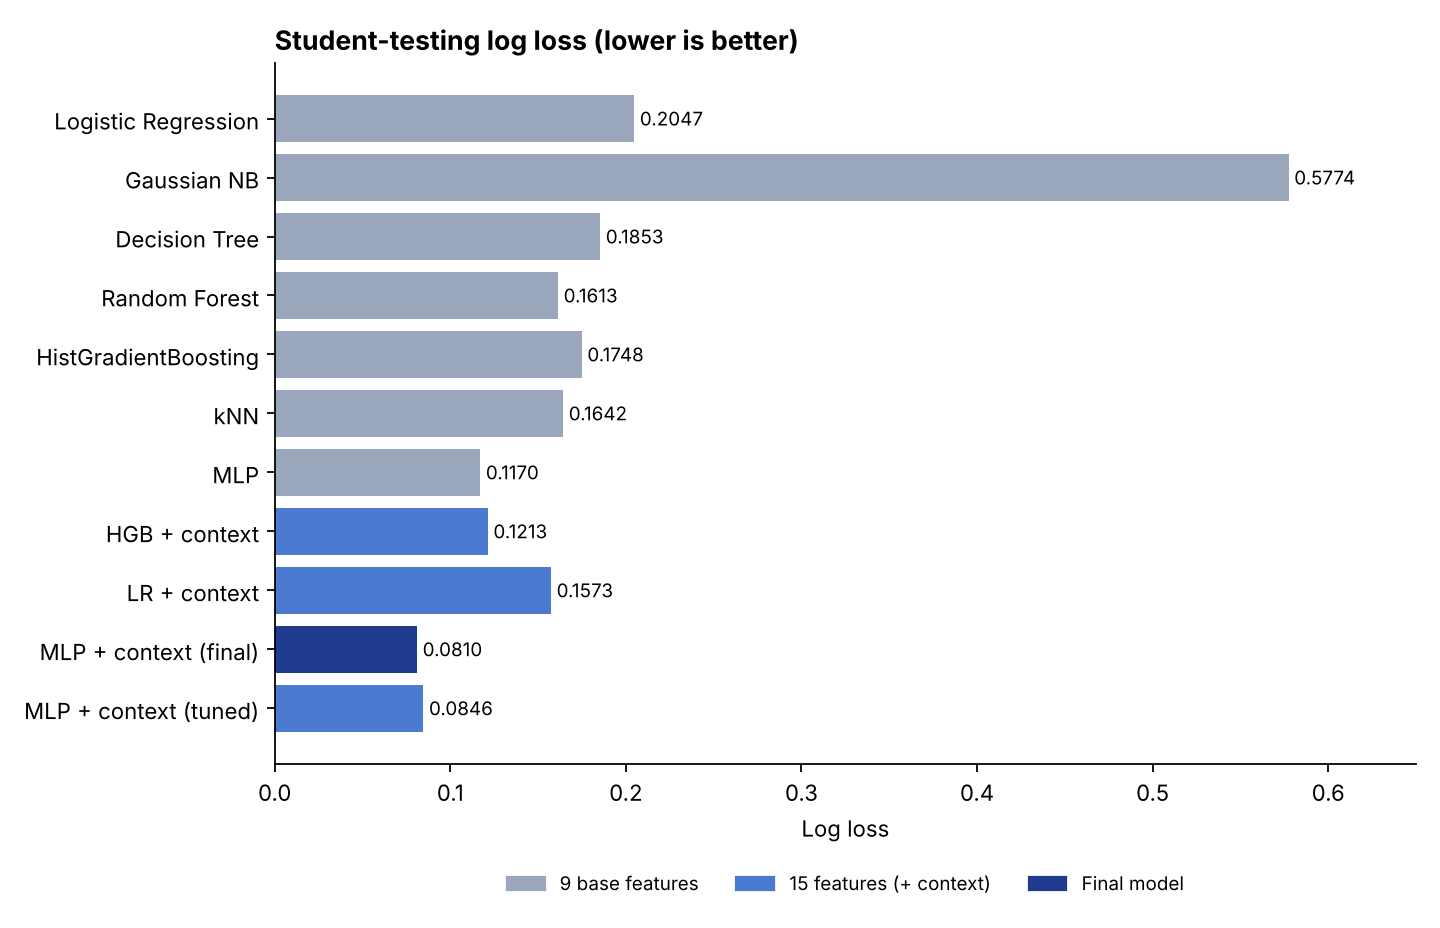 Student-testing log loss (lower is better)
Logistic Regression 0.2047
Gaussian NB 0.5774
Decision Tree 0.1853
Random Forest 0.1613
HistGradientBoosting 0.1748
kNN 0.1642
MLP 0.1170
HGB + context 0.1213
LR + context 0.1573
MLP + context (final) 0.0810
MLP + context (tuned) 0.0846
0.0 0.1 0.2 0.3 0.4 0.5 0.6
Log loss
9 base features 15 features (+ context) Final model